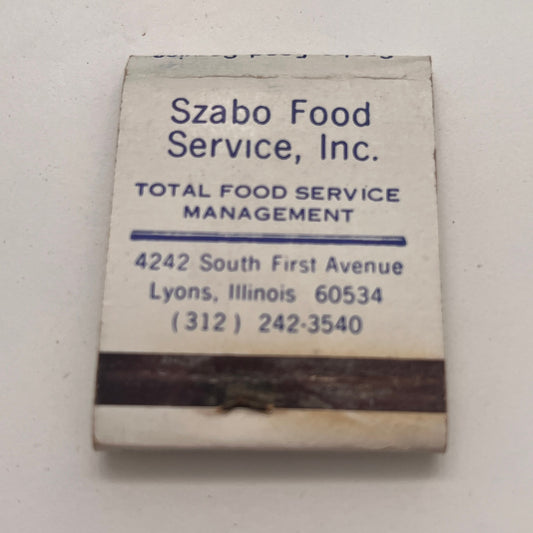 Szabo Food
Service, Inc.
TOTAL FOOD SERVICE
MANAGEMENT
4242 South First Avenue
Lyons, Illinois 60534
(312) 242-3540